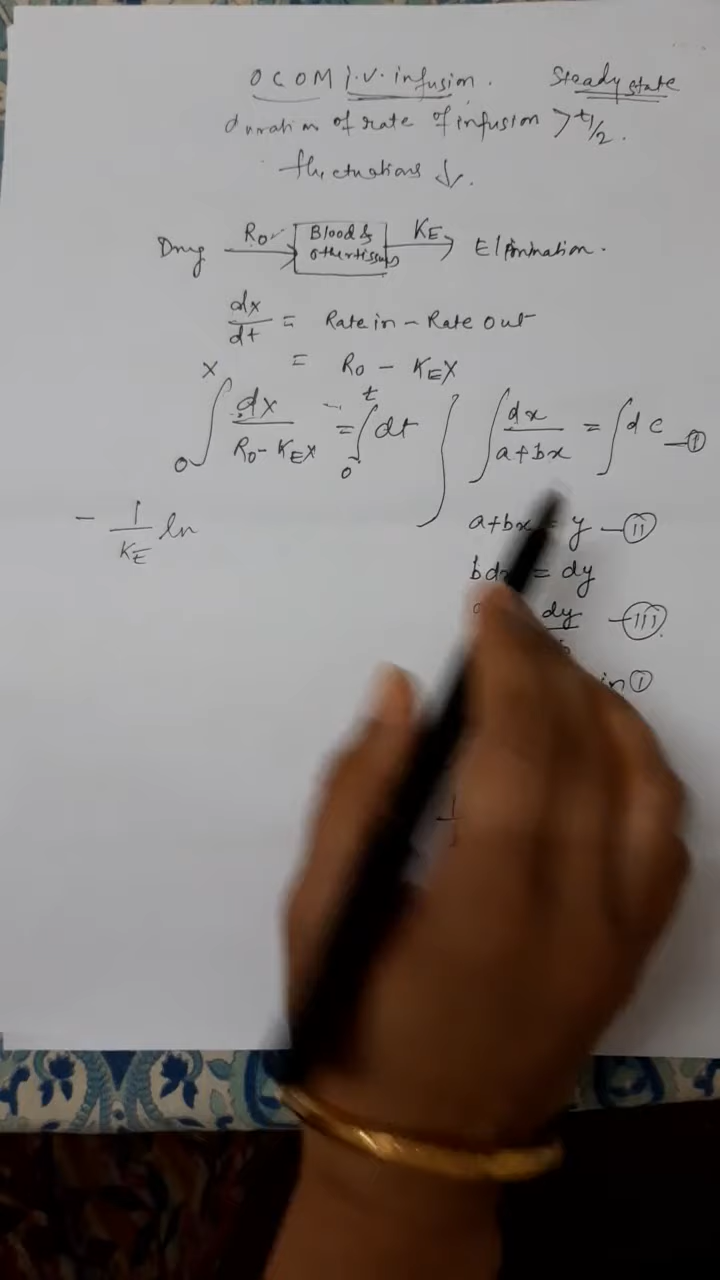 OCOM i.v. infusion. Steady state
duration of rate of infusion > t1/2.
fluctuations ↓.
Drug R0 Blood & other tissues KE Elimination.
dx/dt = Rate in - Rate out
= R0 - KEX
∫₀ˣ dx/(R0 - KEX) = ∫₀ᵗ dt
- 1/KE ln
∫ dx/(a+bx) = ∫ dc - I
a+bx = y - II
bdx = dy
dy - III
in I